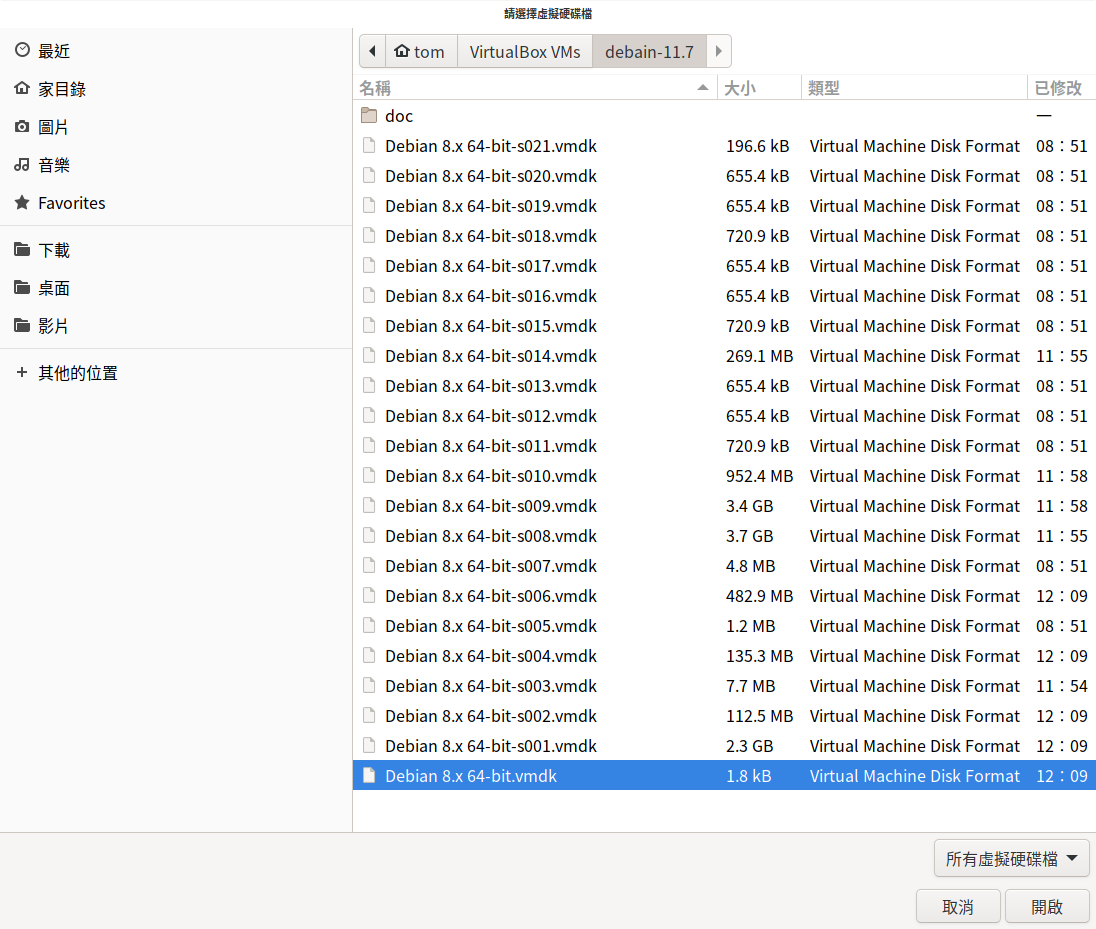 請選擇虛擬硬碟檔
最近
家目錄
圖片
音樂
Favorites
下載
桌面
影片
其他的位置
tom VirtualBox VMs debain-11.7
名稱 大小 類型 已修改
doc —
Debian 8.x 64-bit-s021.vmdk 196.6 kB Virtual Machine Disk Format 08：51
Debian 8.x 64-bit-s020.vmdk 655.4 kB Virtual Machine Disk Format 08：51
Debian 8.x 64-bit-s019.vmdk 655.4 kB Virtual Machine Disk Format 08：51
Debian 8.x 64-bit-s018.vmdk 720.9 kB Virtual Machine Disk Format 08：51
Debian 8.x 64-bit-s017.vmdk 655.4 kB Virtual Machine Disk Format 08：51
Debian 8.x 64-bit-s016.vmdk 655.4 kB Virtual Machine Disk Format 08：51
Debian 8.x 64-bit-s015.vmdk 720.9 kB Virtual Machine Disk Format 08：51
Debian 8.x 64-bit-s014.vmdk 269.1 MB Virtual Machine Disk Format 11：55
Debian 8.x 64-bit-s013.vmdk 655.4 kB Virtual Machine Disk Format 08：51
Debian 8.x 64-bit-s012.vmdk 655.4 kB Virtual Machine Disk Format 08：51
Debian 8.x 64-bit-s011.vmdk 720.9 kB Virtual Machine Disk Format 08：51
Debian 8.x 64-bit-s010.vmdk 952.4 MB Virtual Machine Disk Format 11：58
Debian 8.x 64-bit-s009.vmdk 3.4 GB Virtual Machine Disk Format 11：58
Debian 8.x 64-bit-s008.vmdk 3.7 GB Virtual Machine Disk Format 11：55
Debian 8.x 64-bit-s007.vmdk 4.8 MB Virtual Machine Disk Format 08：51
Debian 8.x 64-bit-s006.vmdk 482.9 MB Virtual Machine Disk Format 12：09
Debian 8.x 64-bit-s005.vmdk 1.2 MB Virtual Machine Disk Format 08：51
Debian 8.x 64-bit-s004.vmdk 135.3 MB Virtual Machine Disk Format 12：09
Debian 8.x 64-bit-s003.vmdk 7.7 MB Virtual Machine Disk Format 11：54
Debian 8.x 64-bit-s002.vmdk 112.5 MB Virtual Machine Disk Format 12：09
Debian 8.x 64-bit-s001.vmdk 2.3 GB Virtual Machine Disk Format 12：09
Debian 8.x 64-bit.vmdk 1.8 kB Virtual Machine Disk Format 12：09
所有虛擬硬碟檔
取消 開啟